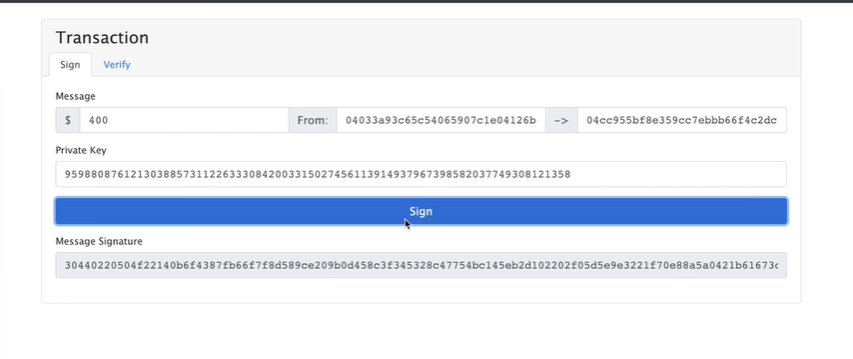 Transaction
Sign Verify
Message
$ 400 From: 04033a93c65c54065907c1e04126b -> 04cc955bf8e359cc7ebbb66f4c2dc
Private Key
95988087612130388573112263330842003315027456113914937967398582037749308121358
Sign
Message Signature
30440220504f22140b6f4387fb66f7f8d589ce209b0d458c3f345328c47754bc145eb2d102202f05d5e9e3221f70e88a5a0421b61673c